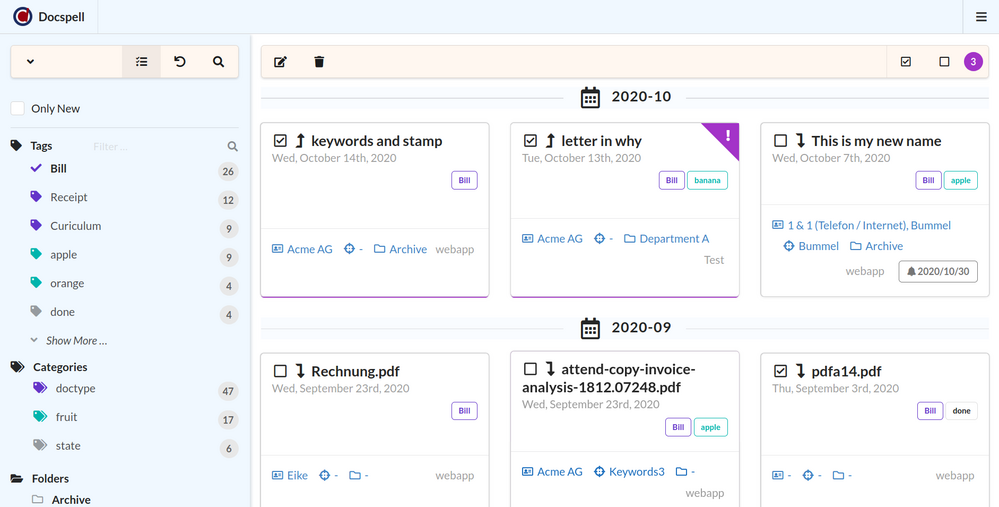 Docspell
3
Only New
Tags
Filter ...
Bill
26
Receipt
12
Curiculum
9
apple
9
orange
4
done
4
Show More ...
Categories
doctype
47
fruit
17
state
6
Folders
Archive
2020-10
keywords and stamp
Wed, October 14th, 2020
Bill
Acme AG - Archive webapp
letter in why
!
Tue, October 13th, 2020
Bill banana
Acme AG - Department A
Test
This is my new name
Wed, October 7th, 2020
Bill apple
1 & 1 (Telefon / Internet), Bummel
Bummel Archive
webapp 2020/10/30
2020-09
Rechnung.pdf
Wed, September 23rd, 2020
Bill
Eike - - webapp
attend-copy-invoice-
analysis-1812.07248.pdf
Wed, September 23rd, 2020
Bill apple
Acme AG Keywords3 -
webapp
pdfa14.pdf
Thu, September 3rd, 2020
Bill done
- - - webapp